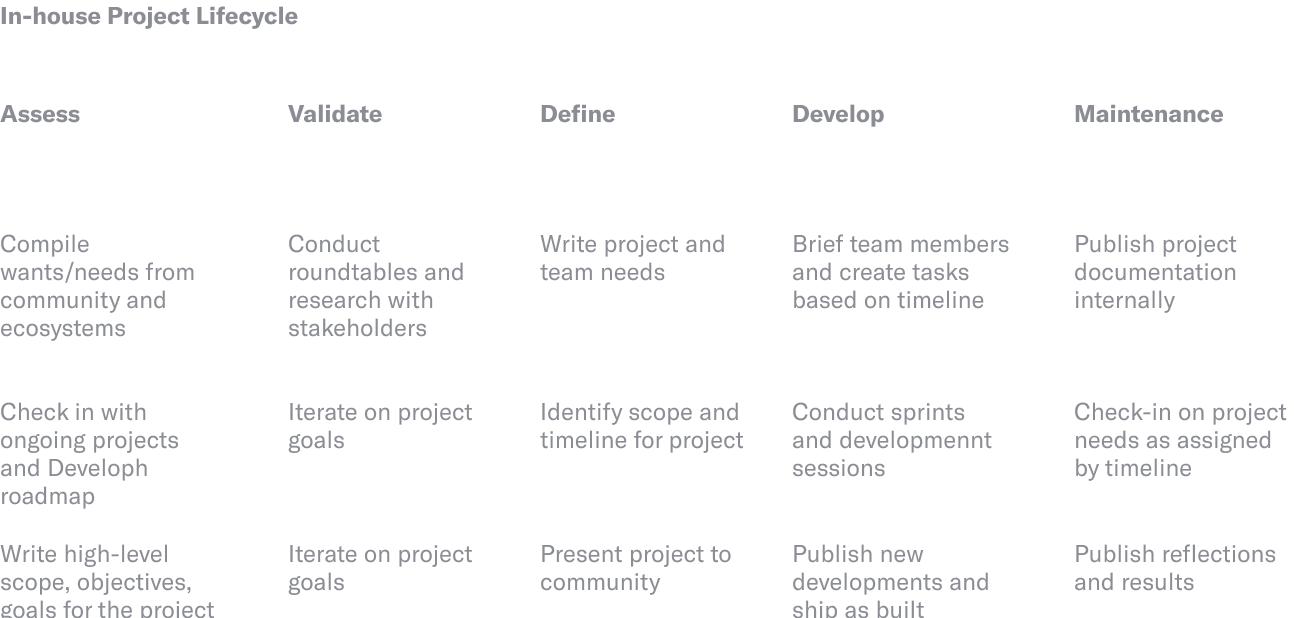 In-house Project Lifecycle
Assess
Validate
Define
Develop
Maintenance
Compile
wants/needs from
community and
ecosystems
Conduct
roundtables and
research with
stakeholders
Write project and
team needs
Brief team members
and create tasks
based on timeline
Publish project
documentation
internally
Check in with
ongoing projects
and Developh
roadmap
Iterate on project
goals
Identify scope and
timeline for project
Conduct sprints
and developmennt
sessions
Check-in on project
needs as assigned
by timeline
Write high-level
scope, objectives,
goals for the project
Iterate on project
goals
Present project to
community
Publish new
developments and
ship as built
Publish reflections
and results